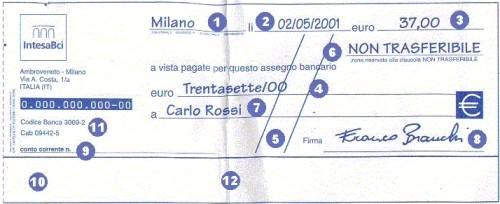 Milano 1 lì 2 02/05/2001 euro 37,00 3
IntesaBci
6 NON TRASFERIBILE
zona riservata alla clausola NON TRASFERIBILE
a vista pagate per questo assegno bancario
Ambroveneto - Milano
Via A. Costa, 1/a
ITALIA (IT)
euro Trentasette/00 4
0.000.000.000-00
a Carlo Rossi 7
Codice Banca 3069-2
Cab 09442-5 11
conto corrente n. 9
5 Firma Franco Bianchi 8
10 12